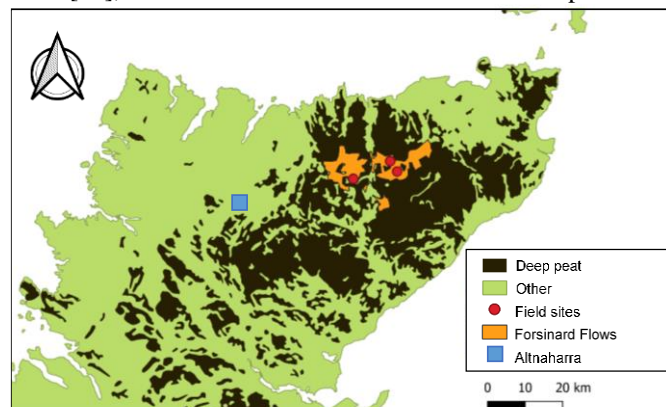 Deep peat
Other
Field sites
Forsinard Flows
Altnaharra
0 10 20 km